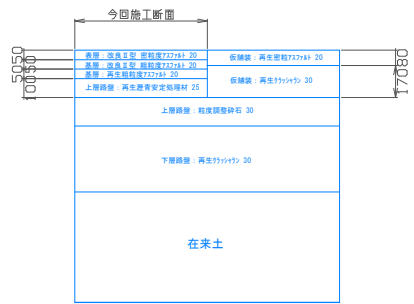 今回施工断面
表層：改良Ⅱ型 密粒度アスファルト 20
基層：改良Ⅱ型 粗粒度アスファルト 20
基層：再生粗粒度アスファルト 20
上層路盤：再生瀝青安定処理材 25
仮舗装：再生密粒アスファルト 20
仮舗装：再生クラッシャラン 30
上層路盤：粒度調整砕石 30
下層路盤：再生クラッシャラン 30
在来土
5050
10050
17080